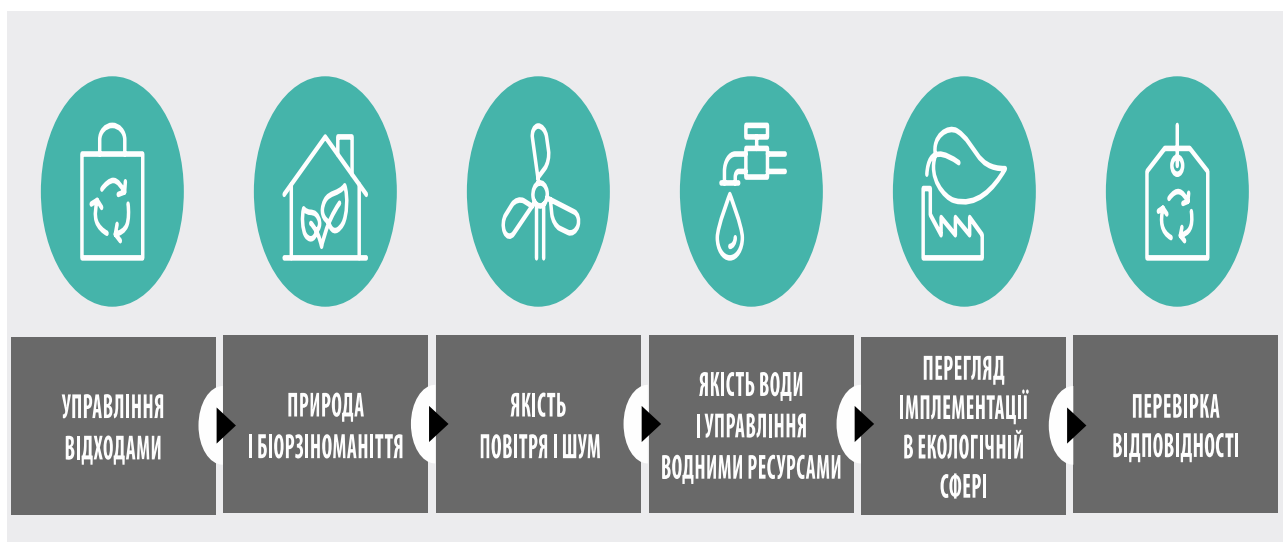 УПРАВЛІННЯ
ВІДХОДАМИ
ПРИРОДА
І БІОРЗІНОМАНІТТЯ
ЯКІСТЬ
ПОВІТРЯ І ШУМ
ЯКІСТЬ ВОДИ
І УПРАВЛІННЯ
ВОДНИМИ РЕСУРСАМИ
ПЕРЕГЛЯД
ІМПЛЕМЕНТАЦІЇ
В ЕКОЛОГІЧНІЙ
СФЕРІ
ПЕРЕВІРКА
ВІДПОВІДНОСТІ